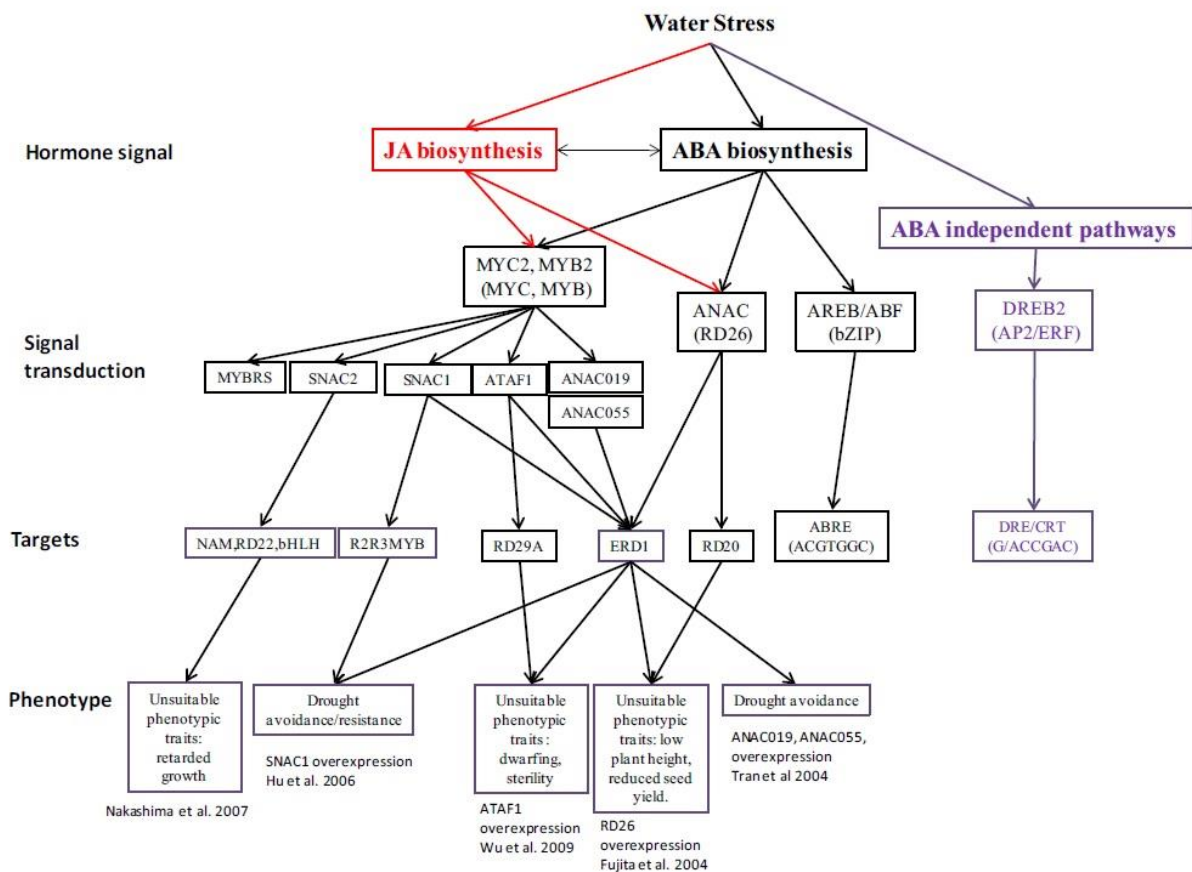 Water Stress
Hormone signal
JA biosynthesis
ABA biosynthesis
ABA independent pathways
MYC2, MYB2
(MYC, MYB)
ANAC
(RD26)
AREB/ABF
(bZIP)
DREB2
(AP2/ERF)
Signal
transduction
MYBRS
SNAC2
SNAC1
ATAF1
ANAC019
ANAC055
Targets
NAM,RD22,bHLH
R2R3MYB
RD29A
ERD1
RD20
ABRE
(ACGTGGC)
DRE/CRT
(G/ACCGAC)
Phenotype
Unsuitable
phenotypic
traits:
retarded
growth
Nakashima et al. 2007
Drought
avoidance/resistance
SNAC1 overexpression
Hu et al. 2006
Unsuitable
phenotypic
traits :
dwarfing,
sterility
ATAF1
overexpression
Wu et al. 2009
Unsuitable
phenotypic
traits: low
plant height,
reduced seed
yield.
RD26
overexpression
Fujita et al. 2004
Drought avoidance
ANAC019, ANAC055,
overexpression
Tran et al 2004